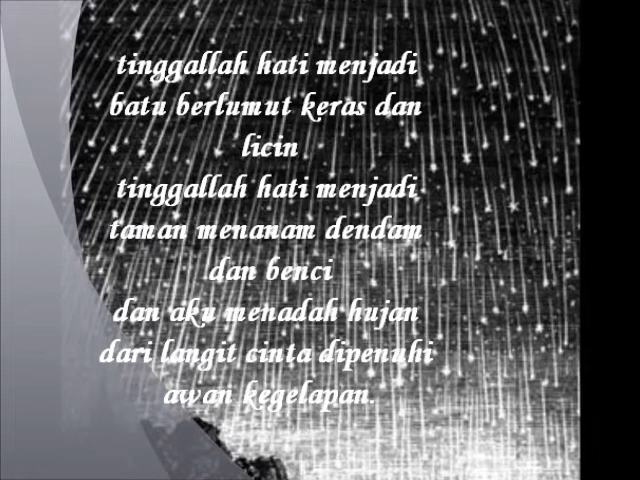 tinggallah hati menjadi
batu berlumut keras dan
licin
tinggallah hati menjadi
taman menanam dendam
dan benci
dan aku menadah hujan
dari langit cinta dipenuhi
awan kegelapan.